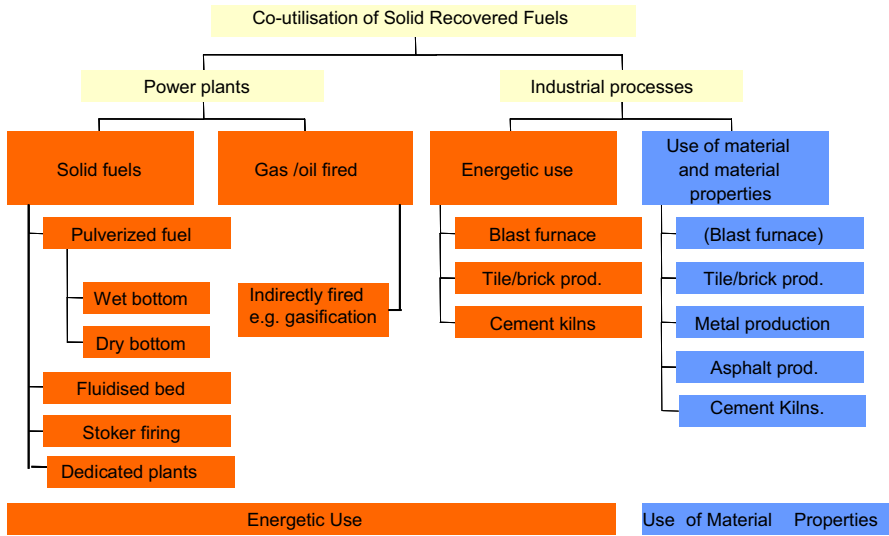 Co-utilisation of Solid Recovered Fuels
Power plants
Industrial processes
Solid fuels
Gas /oil fired
Energetic use
Use of material
and material
properties
Pulverized fuel
Wet bottom
Dry bottom
Fluidised bed
Stoker firing
Dedicated plants
Indirectly fired
e.g. gasification
Blast furnace
Tile/brick prod.
Cement kilns
(Blast furnace)
Tile/brick prod.
Metal production
Asphalt prod.
Cement Kilns.
Energetic Use
Use of Material Properties